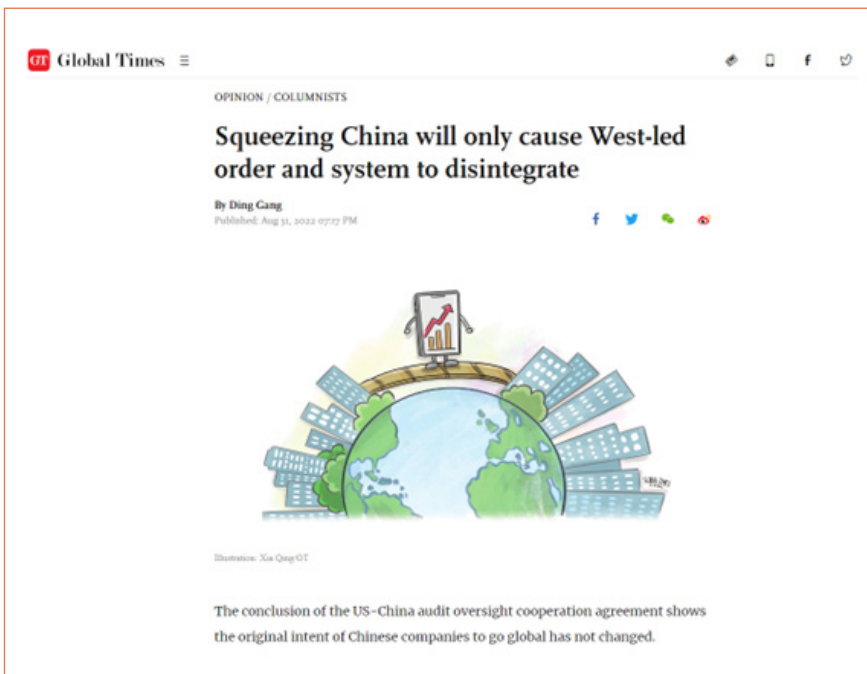 GT Global Times
OPINION / COLUMNISTS
Squeezing China will only cause West-led
order and system to disintegrate
By Ding Gang
Published: Aug 31, 2022 07:17 PM
Illustration: Xia Qing/GT
The conclusion of the US-China audit oversight cooperation agreement shows
the original intent of Chinese companies to go global has not changed.